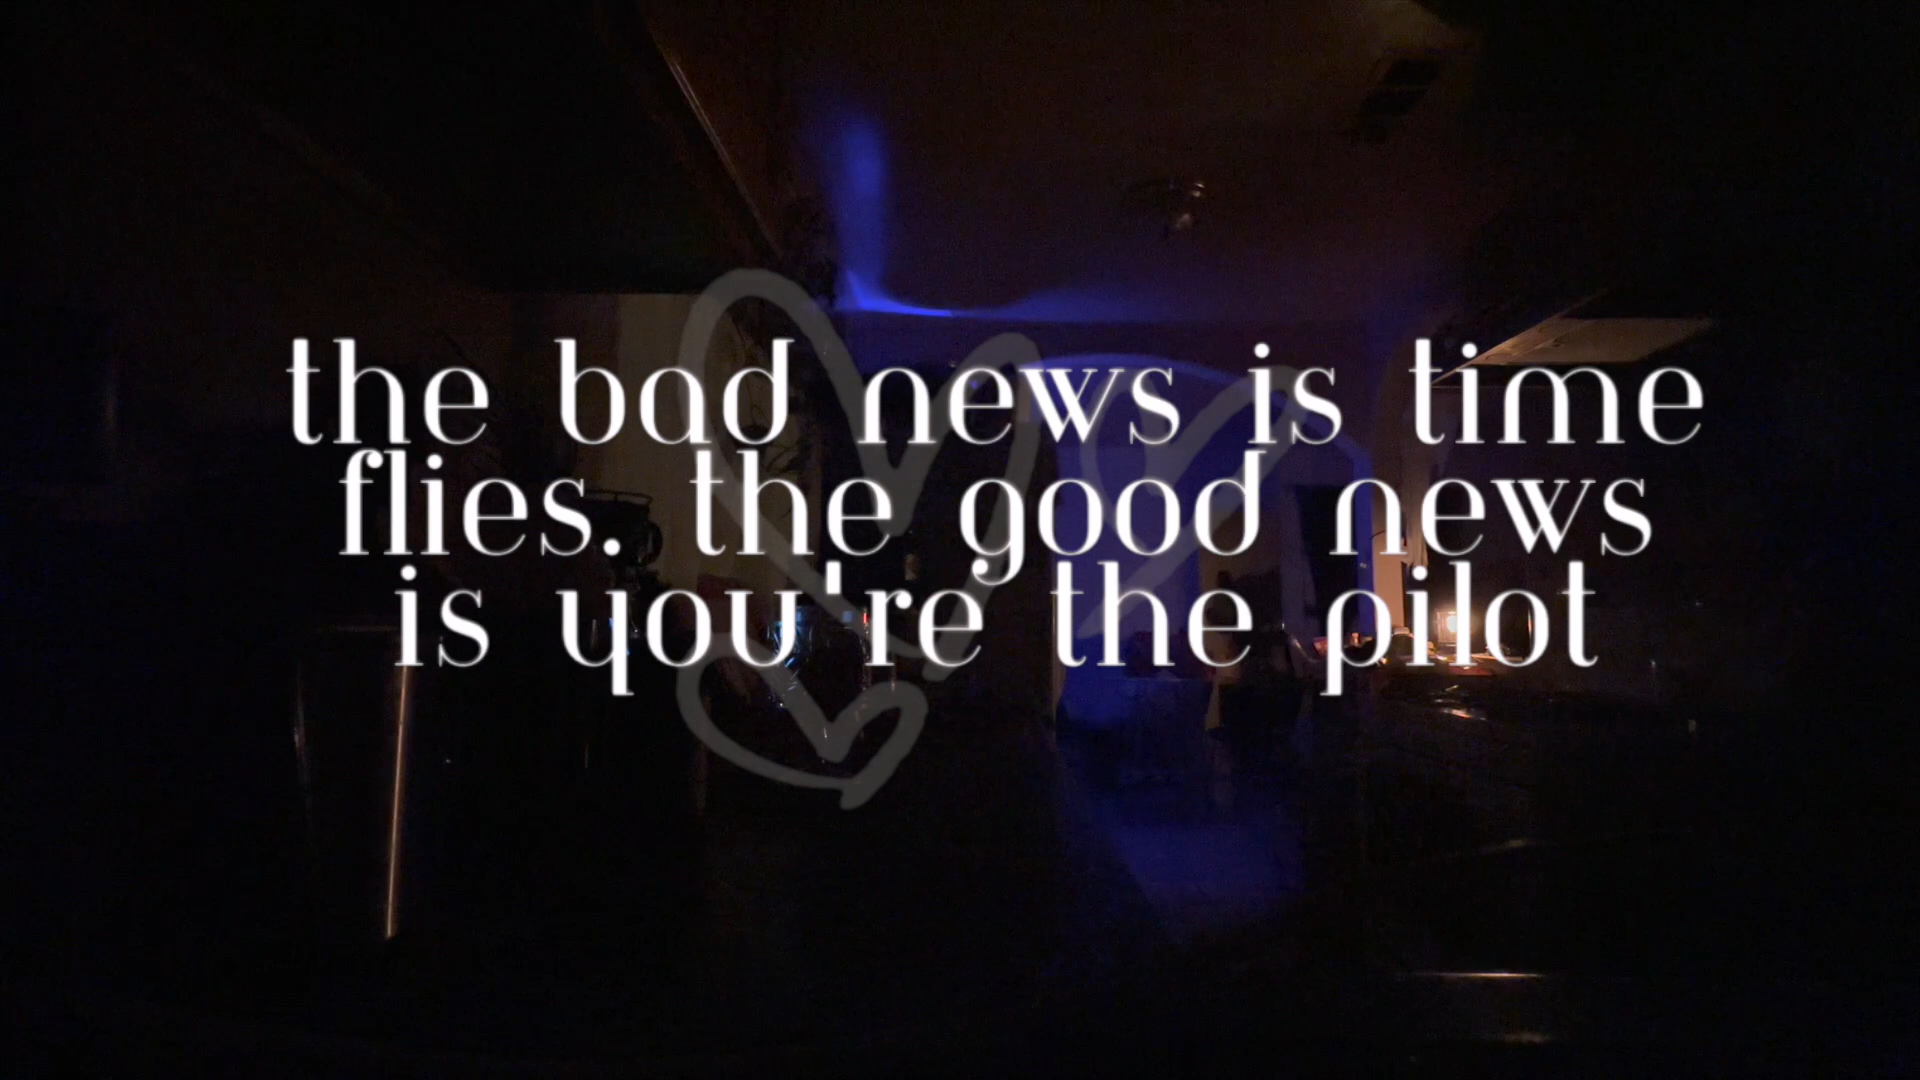 the bad news is time
flies. the good news
is you're the pilot